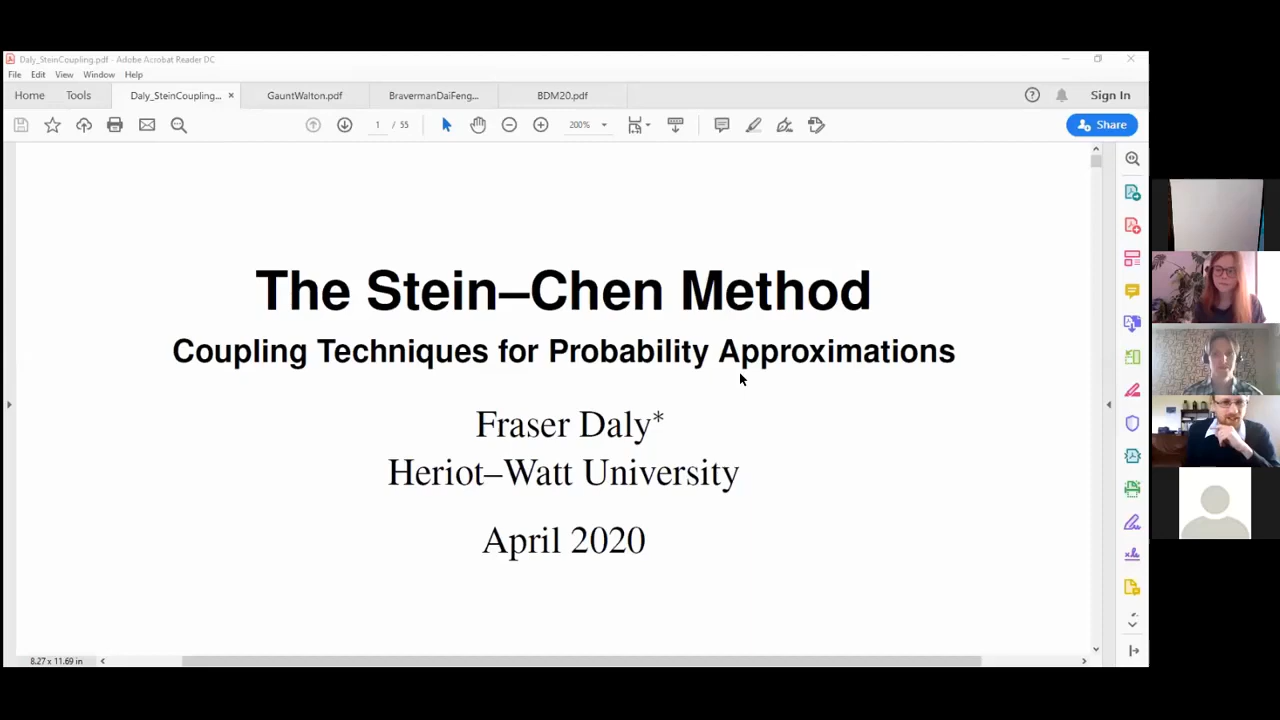 Daly_SteinCoupling.pdf - Adobe Acrobat Reader DC
File Edit View Window Help
Home Tools Daly_SteinCoupling... × GauntWalton.pdf BravermanDaiFeng... BDM20.pdf Sign In
1 / 55 200% Share
The Stein–Chen Method
Coupling Techniques for Probability Approximations
Fraser Daly*
Heriot–Watt University
April 2020
8.27 x 11.69 in